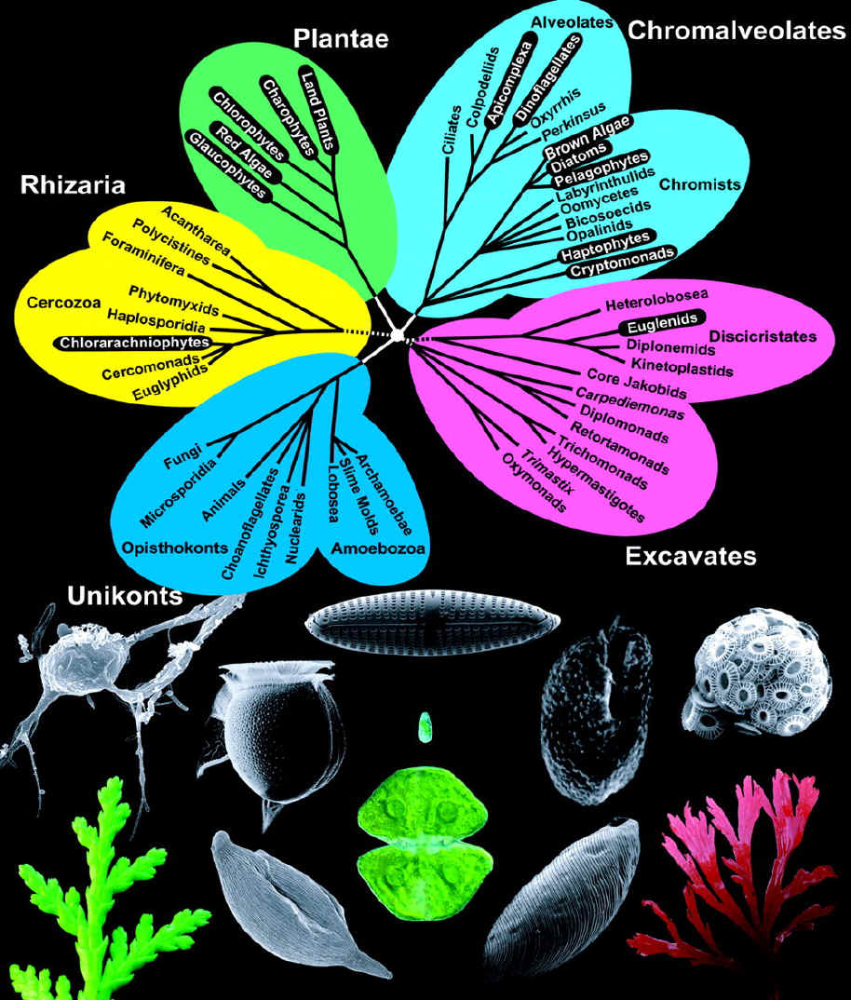 Plantae
Chlorophytes
Charophytes
Land Plants
Red Algae
Glaucophytes
Chromalveolates
Alveolates
Ciliates
Colpodellids
Apicomplexa
Dinoflagellates
Oxyrrhis
Perkinsus
Brown Algae
Diatoms
Pelagophytes
Labyrinthulids
Oomycetes
Bicosoecids
Opalinids
Haptophytes
Cryptomonads
Chromists
Rhizaria
Acantharea
Polycistines
Foraminifera
Cercozoa
Phytomyxids
Haplosporidia
Chlorarachniophytes
Cercomonads
Euglyphids
Heterolobosea
Euglenids
Discicristates
Diplonemids
Kinetoplastids
Core Jakobids
Carpediemonas
Diplomonads
Retortamonads
Trichomonads
Hypermastigotes
Trimastix
Oxymonads
Excavates
Fungi
Microsporidia
Animals
Choanoflagellates
Ichthyosporea
Nuclearids
Lobosea
Slime Molds
Archamoebae
Opisthokonts
Amoebozoa
Unikonts